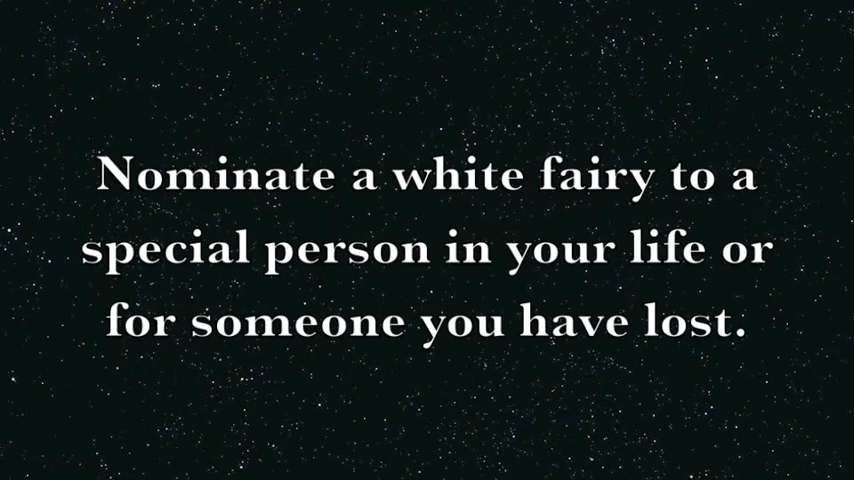 Nominate a white fairy to a
special person in your life or
for someone you have lost.